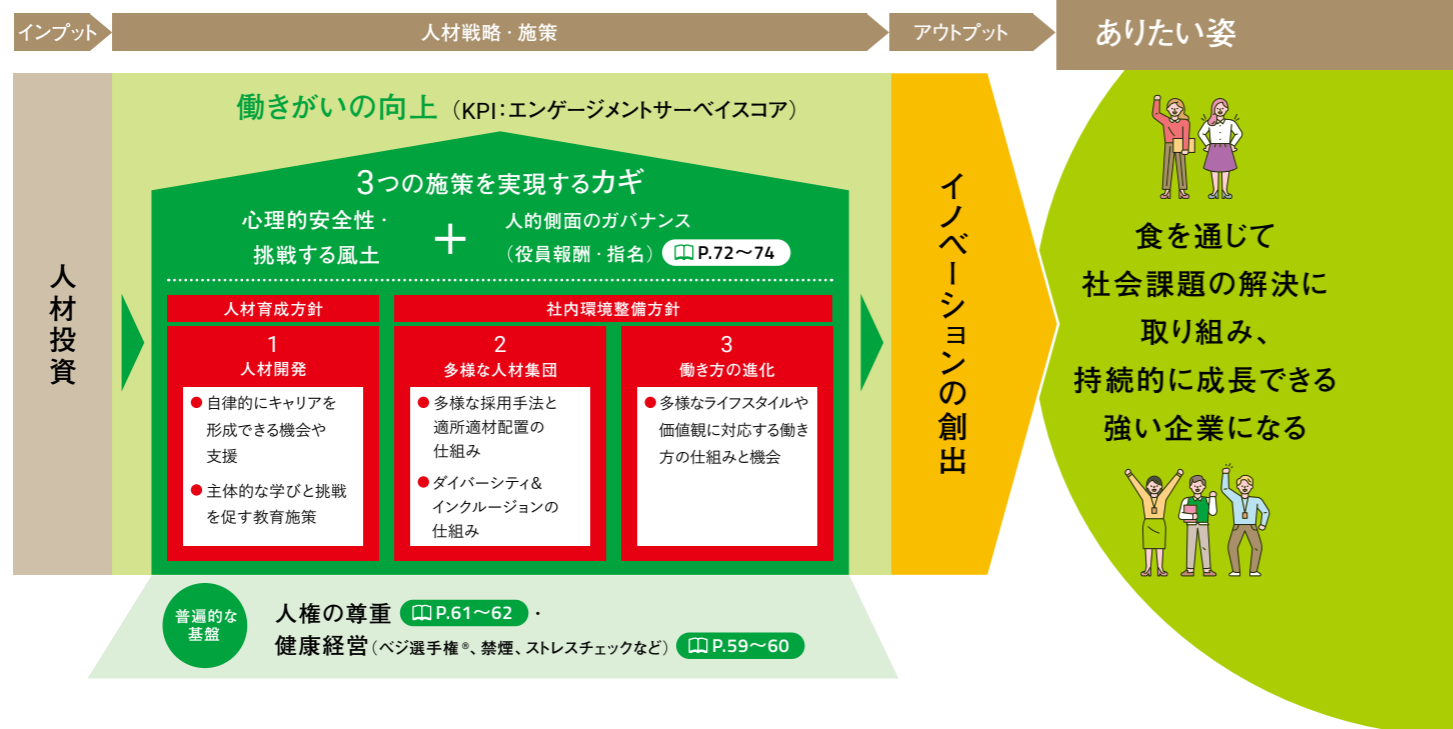 インプット
人材戦略・施策
アウトプット
ありたい姿
人材投資
働きがいの向上（KPI：エンゲージメントサーベイスコア）
3つの施策を実現するカギ
心理的安全性・
挑戦する風土
＋
人的側面のガバナンス
（役員報酬・指名） P.72～74
人材育成方針
1
人材開発
● 自律的にキャリアを
形成できる機会や
支援
● 主体的な学びと挑戦
を促す教育施策
社内環境整備方針
2
多様な人材集団
● 多様な採用手法と
適所適材配置の
仕組み
● ダイバーシティ&
インクルージョンの
仕組み
3
働き方の進化
● 多様なライフスタイルや
価値観に対応する働き
方の仕組みと機会
普遍的な
基盤
人権の尊重 P.61～62 ・
健康経営（ベジ選手権®、禁煙、ストレスチェックなど） P.59～60
イノベーションの創出
食を通じて
社会課題の解決に
取り組み、
持続的に成長できる
強い企業になる